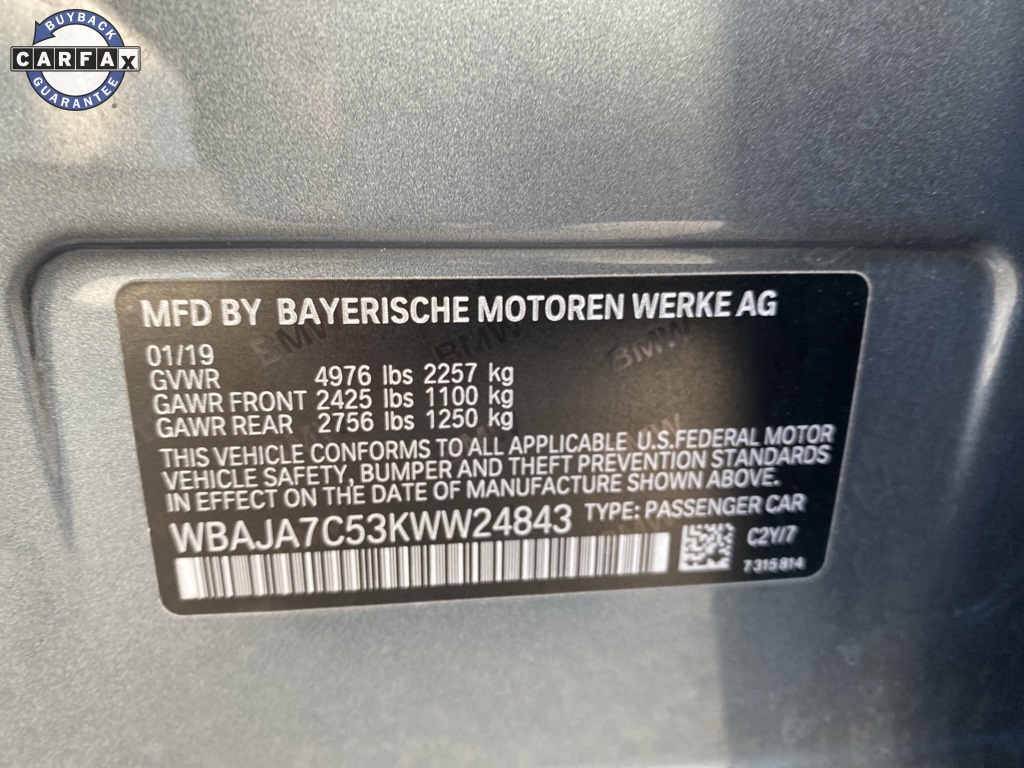 BUYBACK
CARFAX
GUARANTEE
MFD BY BAYERISCHE MOTOREN WERKE AG
BMW BMW BMW
01/19
GVWR 4976 lbs 2257 kg
GAWR FRONT 2425 lbs 1100 kg
GAWR REAR 2756 lbs 1250 kg
THIS VEHICLE CONFORMS TO ALL APPLICABLE U.S.FEDERAL MOTOR
VEHICLE SAFETY, BUMPER AND THEFT PREVENTION STANDARDS
IN EFFECT ON THE DATE OF MANUFACTURE SHOWN ABOVE.
WBAJA7C53KWW24843 TYPE: PASSENGER CAR
C2Y/7
7 315 814